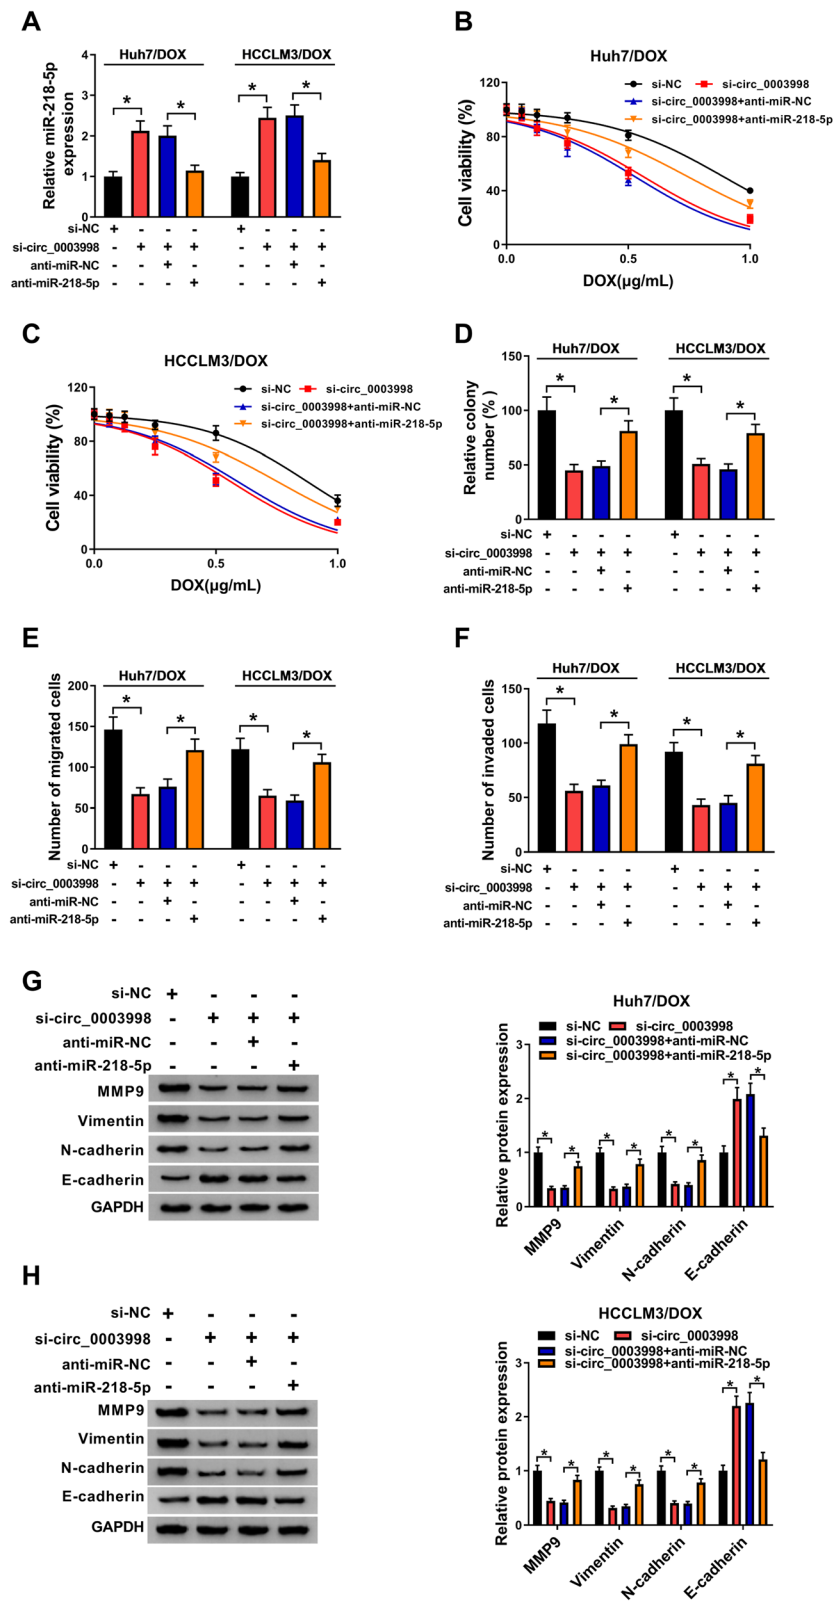 A
Relative miR-218-5p
expression
4
3
2
1
0
Huh7/DOX
HCCLM3/DOX
* * * *
si-NC + - - - + - - -
si-circ_0003998 - + + + - + + +
anti-miR-NC - - + - - - + -
anti-miR-218-5p - - - + - - - +
B
Huh7/DOX
si-NC si-circ_0003998
si-circ_0003998+anti-miR-NC
si-circ_0003998+anti-miR-218-5p
Cell viability (%)
120
80
40
0
0.0 0.5 1.0
DOX(μg/mL)
C
HCCLM3/DOX
si-NC si-circ_0003998
si-circ_0003998+anti-miR-NC
si-circ_0003998+anti-miR-218-5p
Cell viability (%)
120
80
40
0
0.0 0.5 1.0
DOX(μg/mL)
D
Relative colony
number (% )
150
100
50
0
Huh7/DOX
HCCLM3/DOX
* * * *
si-NC + - - - + - - -
si-circ_0003998 - + + + - + + +
anti-miR-NC - - + - - - + -
anti-miR-218-5p - - - + - - - +
E
Number of migrated cells
200
150
100
50
0
Huh7/DOX
HCCLM3/DOX
* * * *
si-NC + - - - + - - -
si-circ_0003998 - + + + - + + +
anti-miR-NC - - + - - - + -
anti-miR-218-5p - - - + - - - +
F
Number of invaded cells
150
100
50
0
Huh7/DOX
HCCLM3/DOX
* * * *
si-NC + - - - + - - -
si-circ_0003998 - + + + - + + +
anti-miR-NC - - + - - - + -
anti-miR-218-5p - - - + - - - +
G
si-NC + - - -
si-circ_0003998 - + + +
anti-miR-NC - - + -
anti-miR-218-5p - - - +
MMP9
Vimentin
N-cadherin
E-cadherin
GAPDH
Huh7/DOX
si-NC si-circ_0003998
si-circ_0003998+anti-miR-NC
si-circ_0003998+anti-miR-218-5p
Relative protein expression
3
2
1
0
* * * * * * * *
MMP9
Vimentin
N-cadherin
E-cadherin
H
si-NC + - - -
si-circ_0003998 - + + +
anti-miR-NC - - + -
anti-miR-218-5p - - - +
MMP9
Vimentin
N-cadherin
E-cadherin
GAPDH
HCCLM3/DOX
si-NC si-circ_0003998
si-circ_0003998+anti-miR-NC
si-circ_0003998+anti-miR-218-5p
Relative protein expression
3
2
1
0
* * * * * * * *
MMP9
Vimentin
N-cadherin
E-cadherin